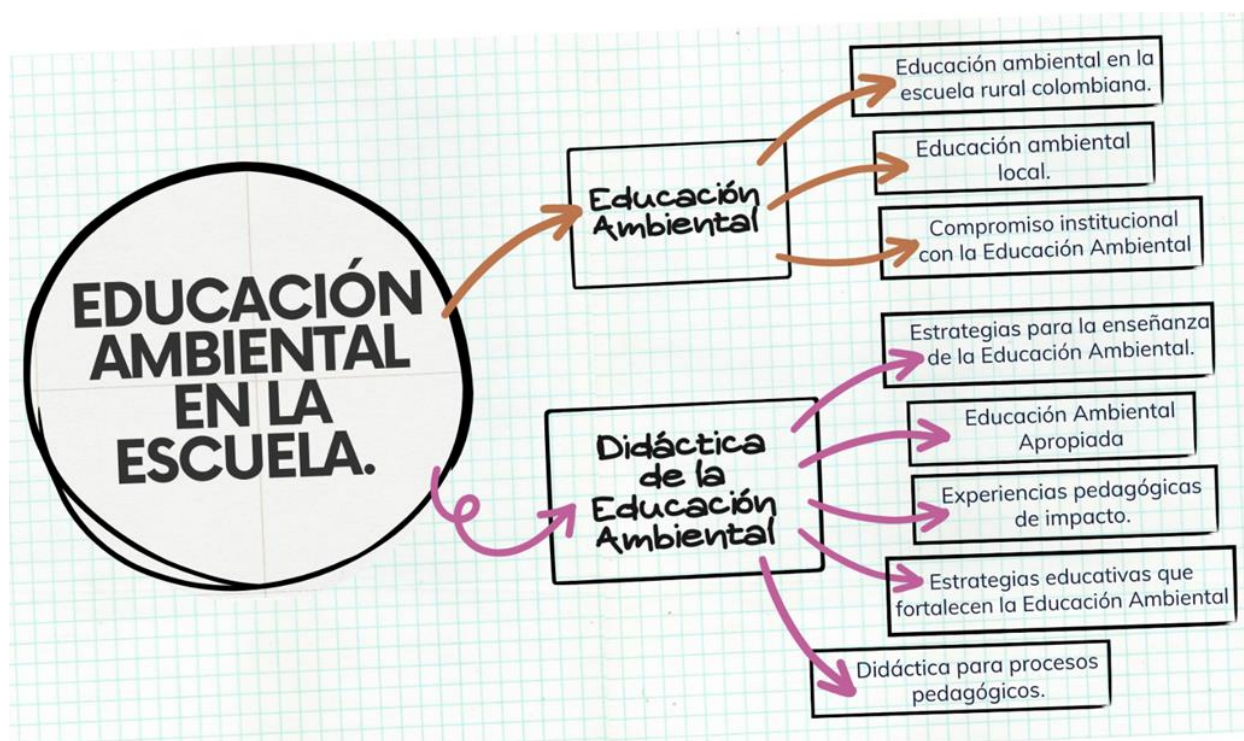 EDUCACIÓN
AMBIENTAL
EN LA
ESCUELA.
Educación
Ambiental
Educación ambiental en la
escuela rural colombiana.
Educación ambiental
local.
Compromiso institucional
con la Educación Ambiental
Didáctica
de la
Educación
Ambiental
Estrategias para la enseñanza
de la Educación Ambiental.
Educación Ambiental
Apropiada
Experiencias pedagógicas
de impacto.
Estrategias educativas que
fortalecen la Educación Ambiental
Didáctica para procesos
pedagógicos.